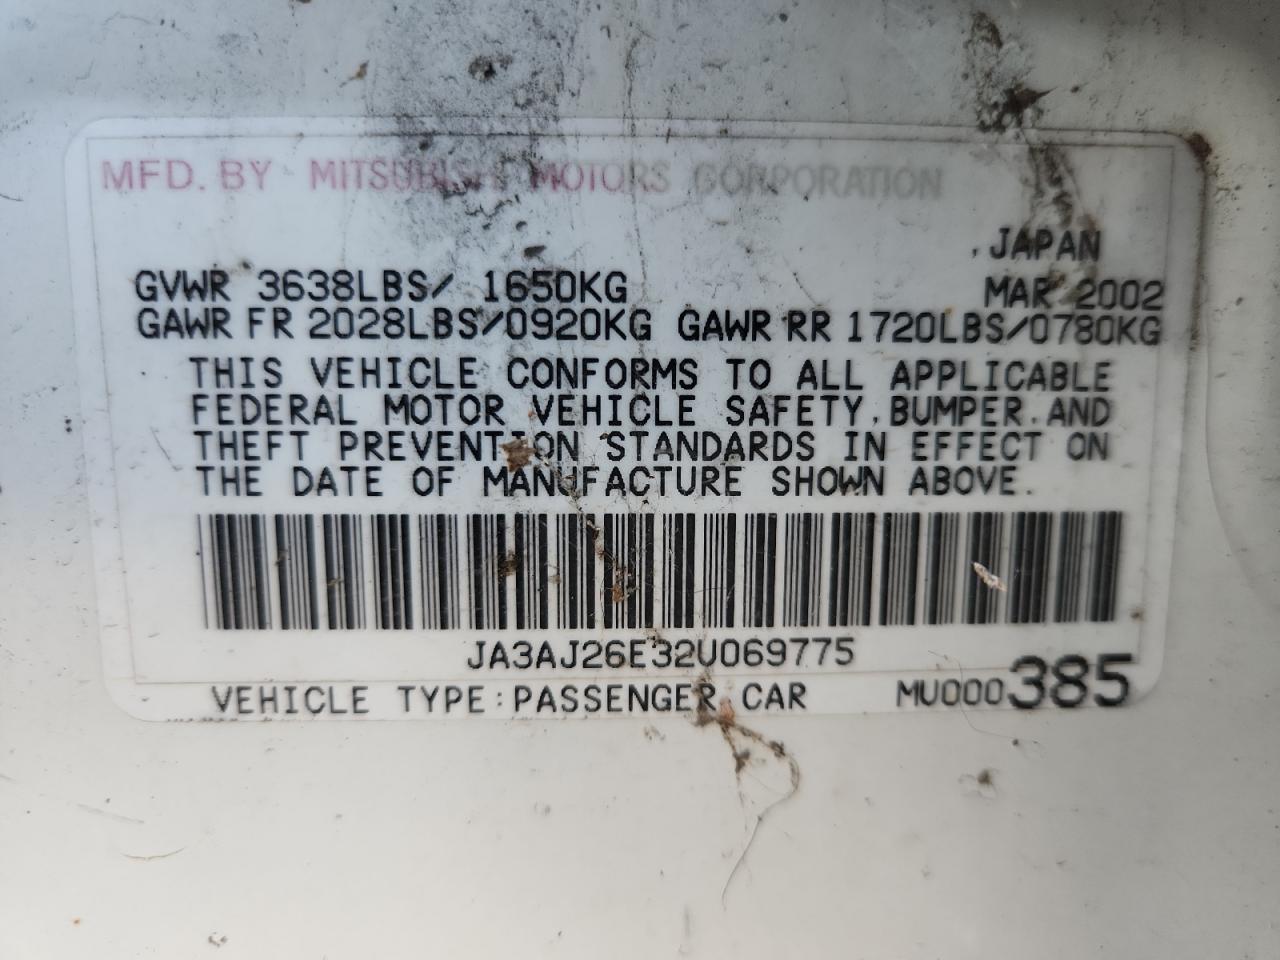 MFD. BY MITSUBISHI MOTORS CORPORATION
JAPAN
GVWR 3638LBS/ 1650KG MAR 2002
GAWR FR 2028LBS/0920KG GAWR RR 1720LBS/0780KG
THIS VEHICLE CONFORMS TO ALL APPLICABLE
FEDERAL MOTOR VEHICLE SAFETY, BUMPER, AND
THEFT PREVENTION STANDARDS IN EFFECT ON
THE DATE OF MANUFACTURE SHOWN ABOVE.
JA3AJ26E32U069775
VEHICLE TYPE:PASSENGER CAR MU000385